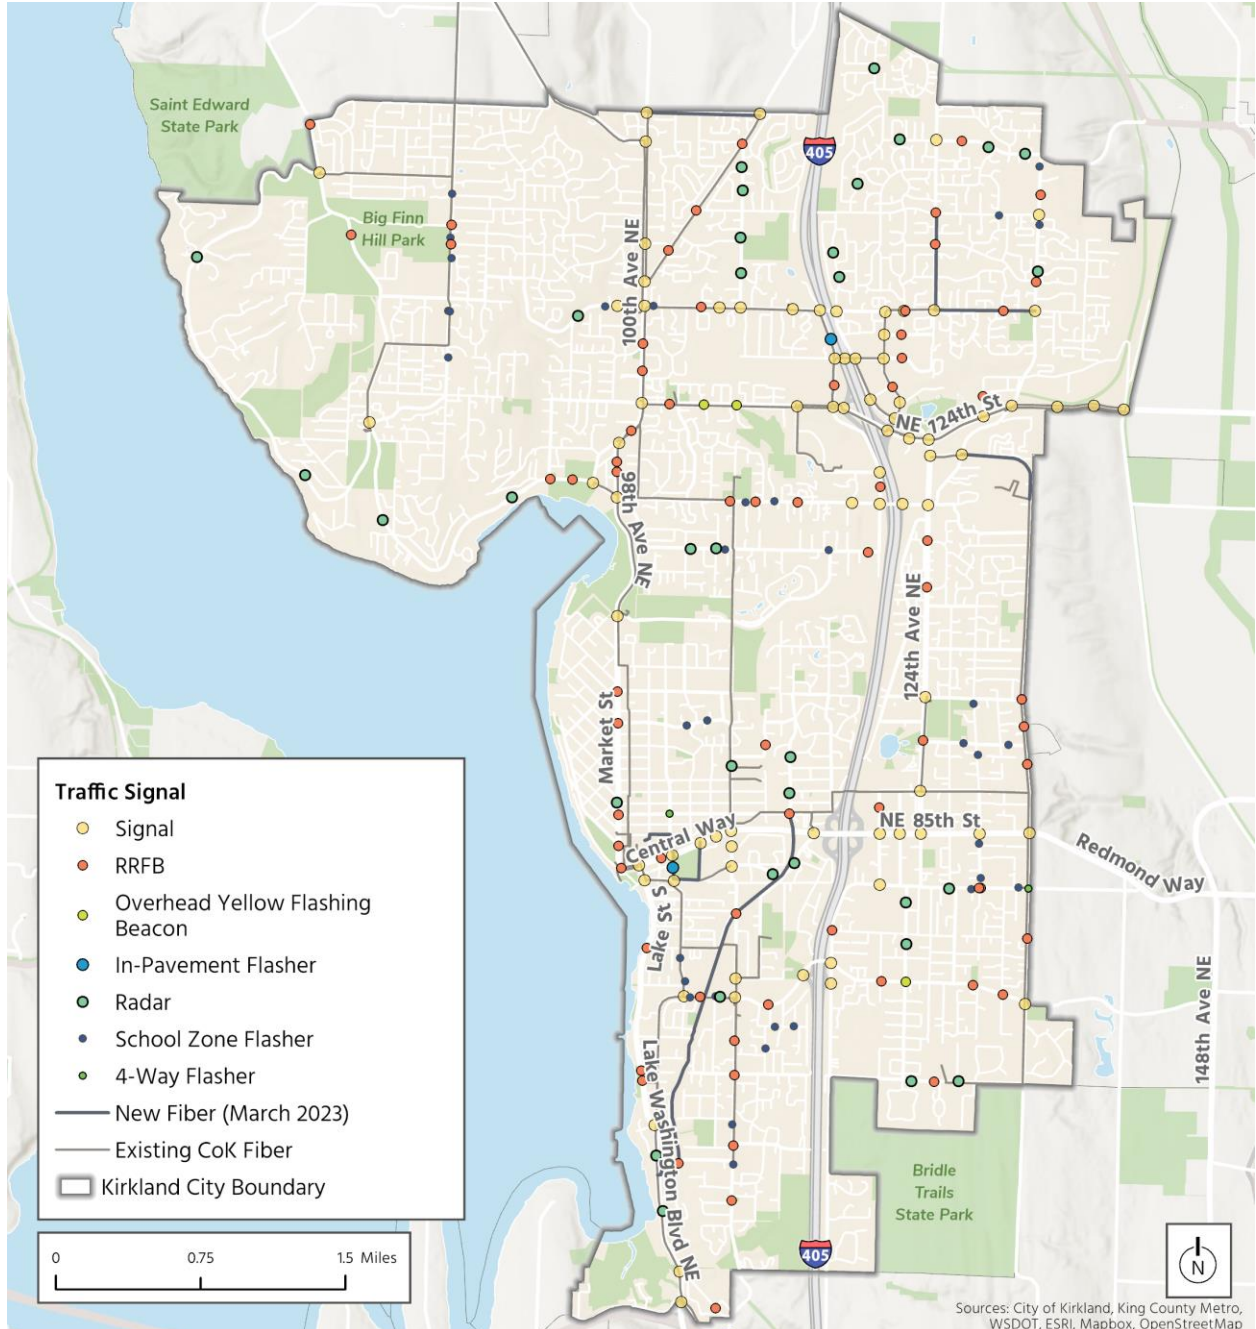 Saint Edward
State Park
405
Big Finn
Hill Park
100th Ave NE
NE 124th St
98th Ave NE
124th Ave NE
Market St
Central Way
NE 85th St
Redmond Way
Lake St S
148th Ave NE
Lake Washington Blvd NE
Bridle
Trails
State Park
405
Traffic Signal
Signal
RRFB
Overhead Yellow Flashing
Beacon
In-Pavement Flasher
Radar
School Zone Flasher
4-Way Flasher
New Fiber (March 2023)
Existing CoK Fiber
Kirkland City Boundary
0 0.75 1.5 Miles
N
Sources: City of Kirkland, King County Metro,
WSDOT, ESRI, Mapbox, OpenStreetMap